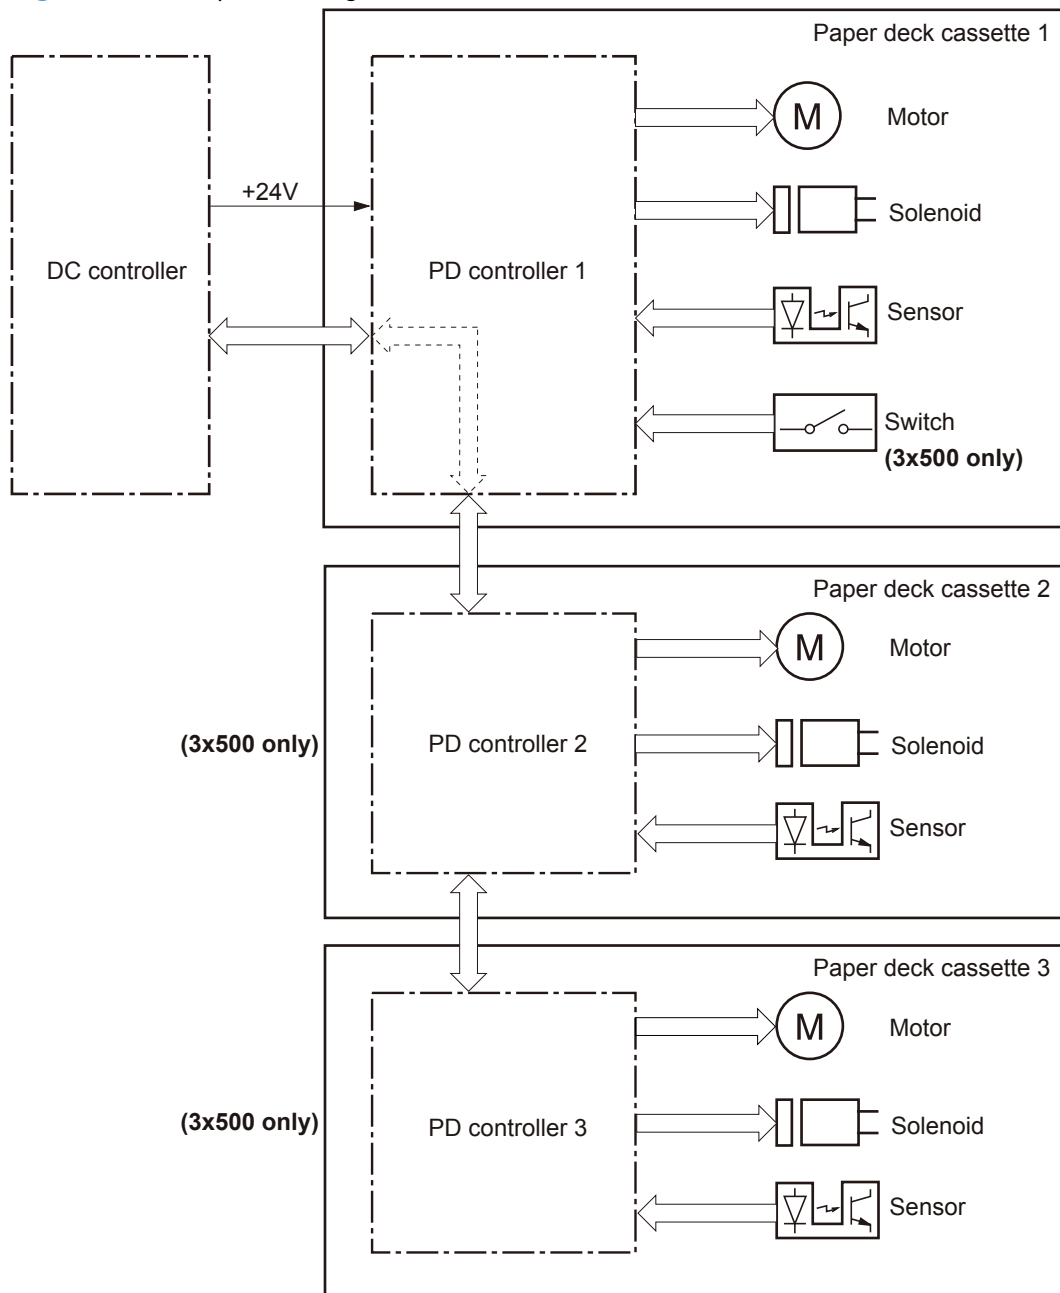 Paper deck cassette 1
M
Motor
+24V
Solenoid
DC controller
PD controller 1
Sensor
Switch
(3x500 only)
Paper deck cassette 2
M
Motor
(3x500 only)
PD controller 2
Solenoid
Sensor
Paper deck cassette 3
M
Motor
(3x500 only)
PD controller 3
Solenoid
Sensor